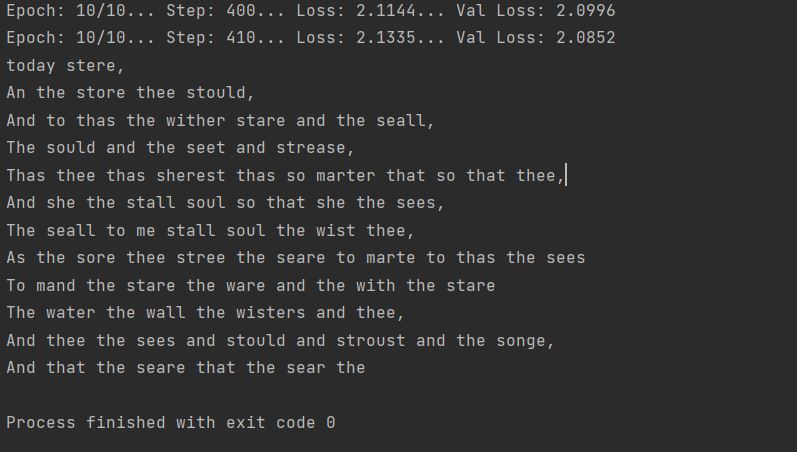 Epoch: 10/10... Step: 400... Loss: 2.1144... Val Loss: 2.0996
Epoch: 10/10... Step: 410... Loss: 2.1335... Val Loss: 2.0852
today stere,
An the store thee stould,
And to thas the wither stare and the seall,
The sould and the seet and strease,
Thas thee thas sherest thas so marter that so that thee,
And she the stall soul so that she the sees,
The seall to me stall soul the wist thee,
As the sore thee stree the seare to marte to thas the sees
To mand the stare the ware and the with the stare
The water the wall the wisters and thee,
And thee the sees and stould and stroust and the songe,
And that the seare that the sear the
Process finished with exit code 0